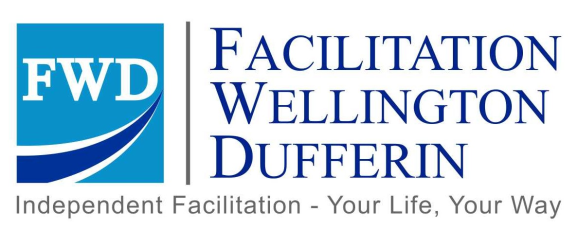 FWD
FACILITATION
WELLINGTON
DUFFERIN
Independent Facilitation - Your Life, Your Way